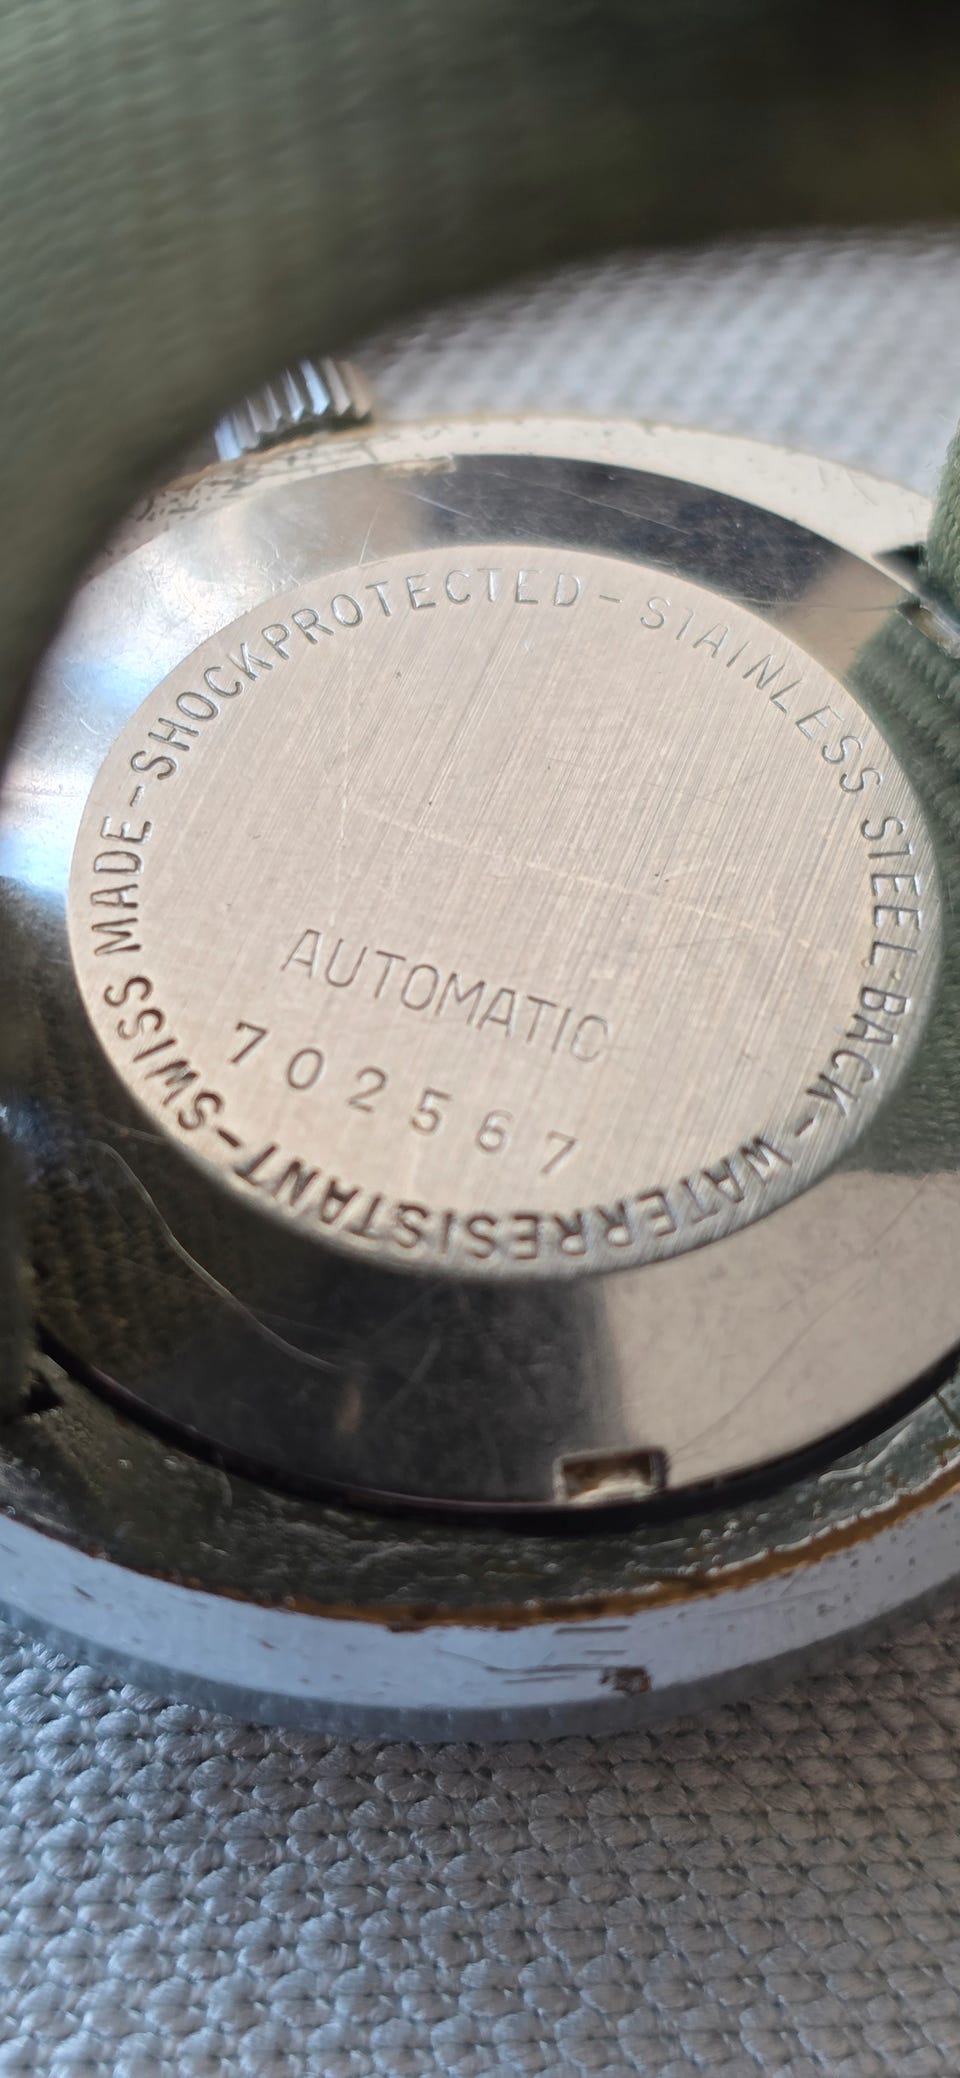 SHOCKPROTECTED - STAINLESS STEEL BACK - WATERRESISTANT - SWISS MADE -
AUTOMATIC
702567